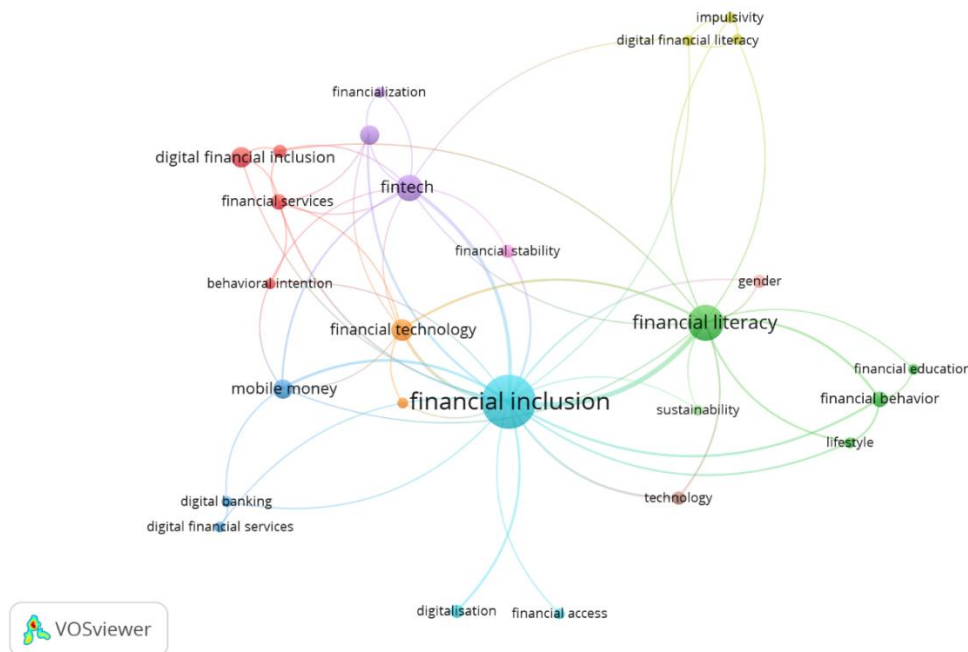 impulsivity
digital financial literacy
financialization
digital financial inclusion
fintech
financial services
financial stability
behavioral intention
gender
financial technology
financial literacy
financial education
mobile money
financial inclusion
financial behavior
sustainability
lifestyle
digital banking
technology
digital financial services
digitalisation
financial access
VOSviewer